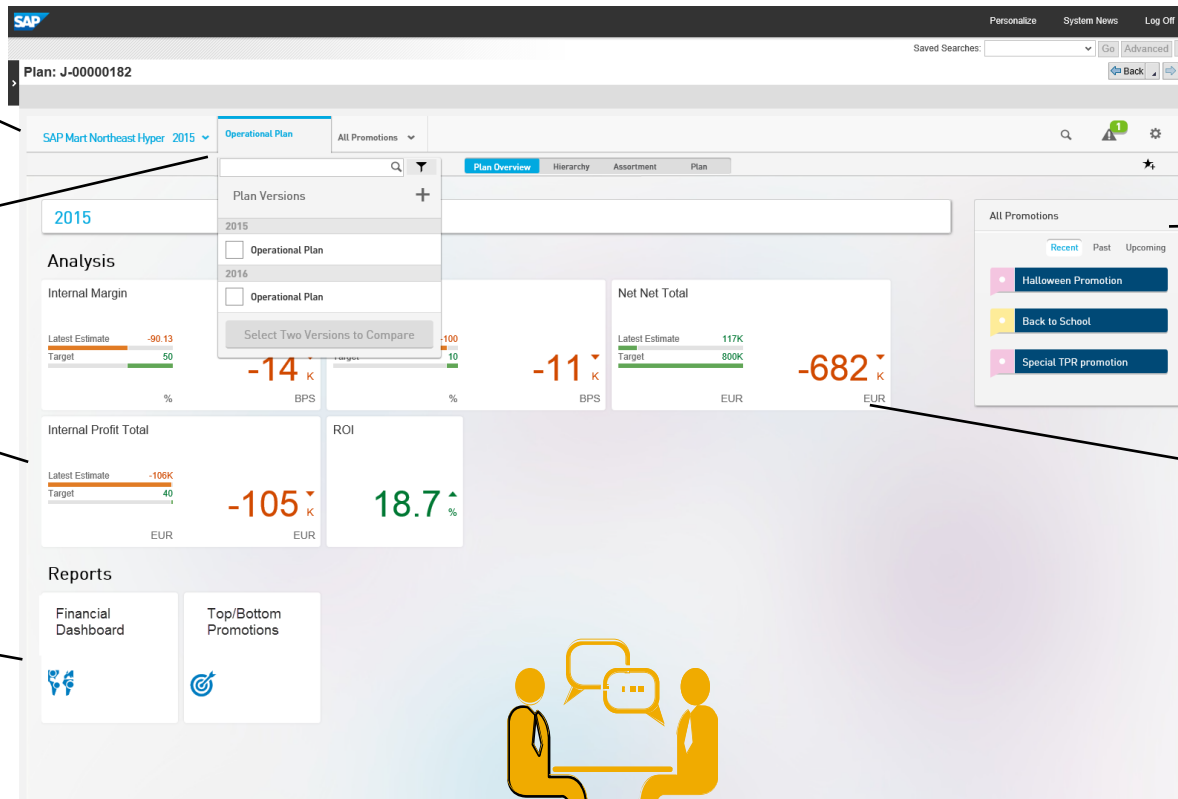 SAP
Personalize System News Log Off
Saved Searches: Go Advanced
Plan: J-00000182
Back
SAP Mart Northeast Hyper 2015 Operational Plan All Promotions
1
Plan Overview Hierarchy Assortment Plan
Plan Versions
2015
Operational Plan
2016
Operational Plan
Select Two Versions to Compare
2015
Analysis
Internal Margin
Latest Estimate -90.13
Target 50
-14 K
% BPS
-100
Target 10
-11 K
% BPS
Net Net Total
Latest Estimate 117K
Target 800K
-682 K
EUR EUR
Internal Profit Total
Latest Estimate -106K
Target 40
-105 K
EUR EUR
ROI
18.7 %
Reports
Financial
Dashboard
Top/Bottom
Promotions
All Promotions
Recent Past Upcoming
Halloween Promotion
Back to School
Special TPR promotion